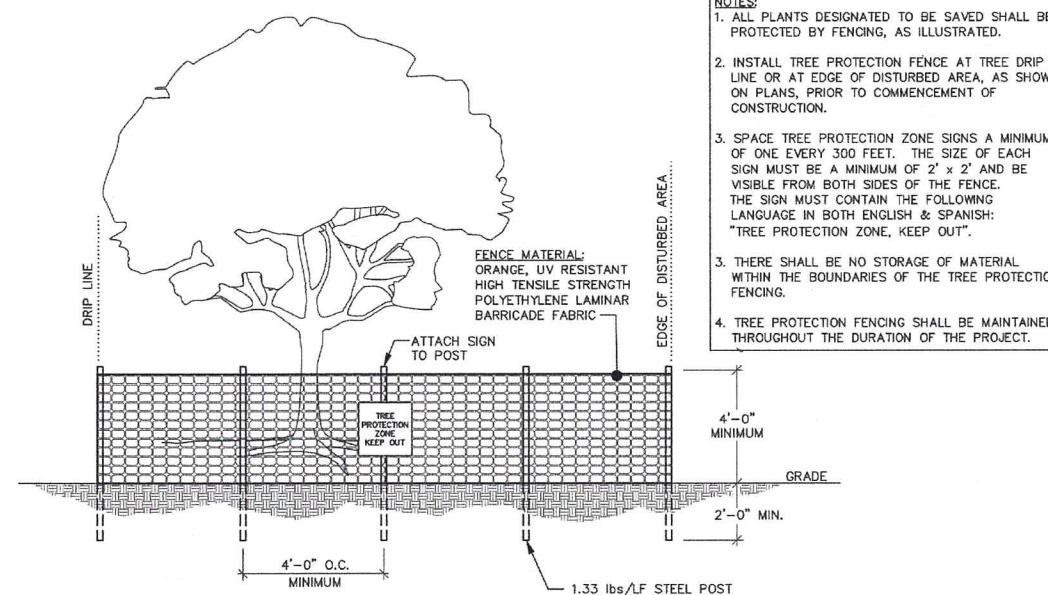 NOTES:
1. ALL PLANTS DESIGNATED TO BE SAVED SHALL BE
PROTECTED BY FENCING, AS ILLUSTRATED.
2. INSTALL TREE PROTECTION FENCE AT TREE DRIP
LINE OR AT EDGE OF DISTURBED AREA, AS SHOW
ON PLANS, PRIOR TO COMMENCEMENT OF
CONSTRUCTION.
3. SPACE TREE PROTECTION ZONE SIGNS A MINIMUM
OF ONE EVERY 300 FEET. THE SIZE OF EACH
SIGN MUST BE A MINIMUM OF 2' x 2' AND BE
VISIBLE FROM BOTH SIDES OF THE FENCE.
THE SIGN MUST CONTAIN THE FOLLOWING
LANGUAGE IN BOTH ENGLISH & SPANISH:
"TREE PROTECTION ZONE, KEEP OUT".
3. THERE SHALL BE NO STORAGE OF MATERIAL
WITHIN THE BOUNDARIES OF THE TREE PROTECTIO
FENCING.
4. TREE PROTECTION FENCING SHALL BE MAINTAINE
THROUGHOUT THE DURATION OF THE PROJECT.
DRIP LINE
EDGE OF DISTURBED AREA
FENCE MATERIAL:
ORANGE, UV RESISTANT
HIGH TENSILE STRENGTH
POLYETHYLENE LAMINAR
BARRICADE FABRIC
ATTACH SIGN
TO POST
TREE
PROTECTION
ZONE
KEEP OUT
4'-0"
MINIMUM
GRADE
2'-0" MIN.
4'-0" O.C.
MINIMUM
1.33 lbs/LF STEEL POST